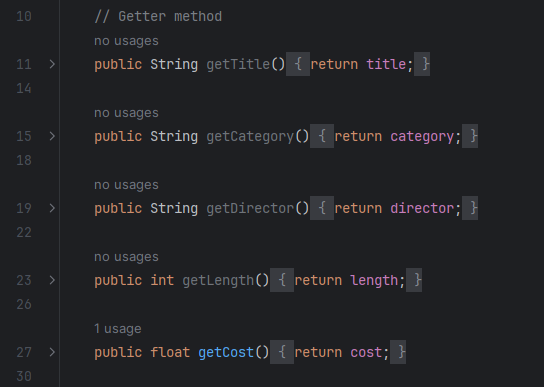 10 // Getter method
no usages
11 public String getTitle() { return title; }
14
no usages
15 public String getCategory() { return category; }
18
no usages
19 public String getDirector() { return director; }
22
no usages
23 public int getLength() { return length; }
26
1 usage
27 public float getCost() { return cost; }
30